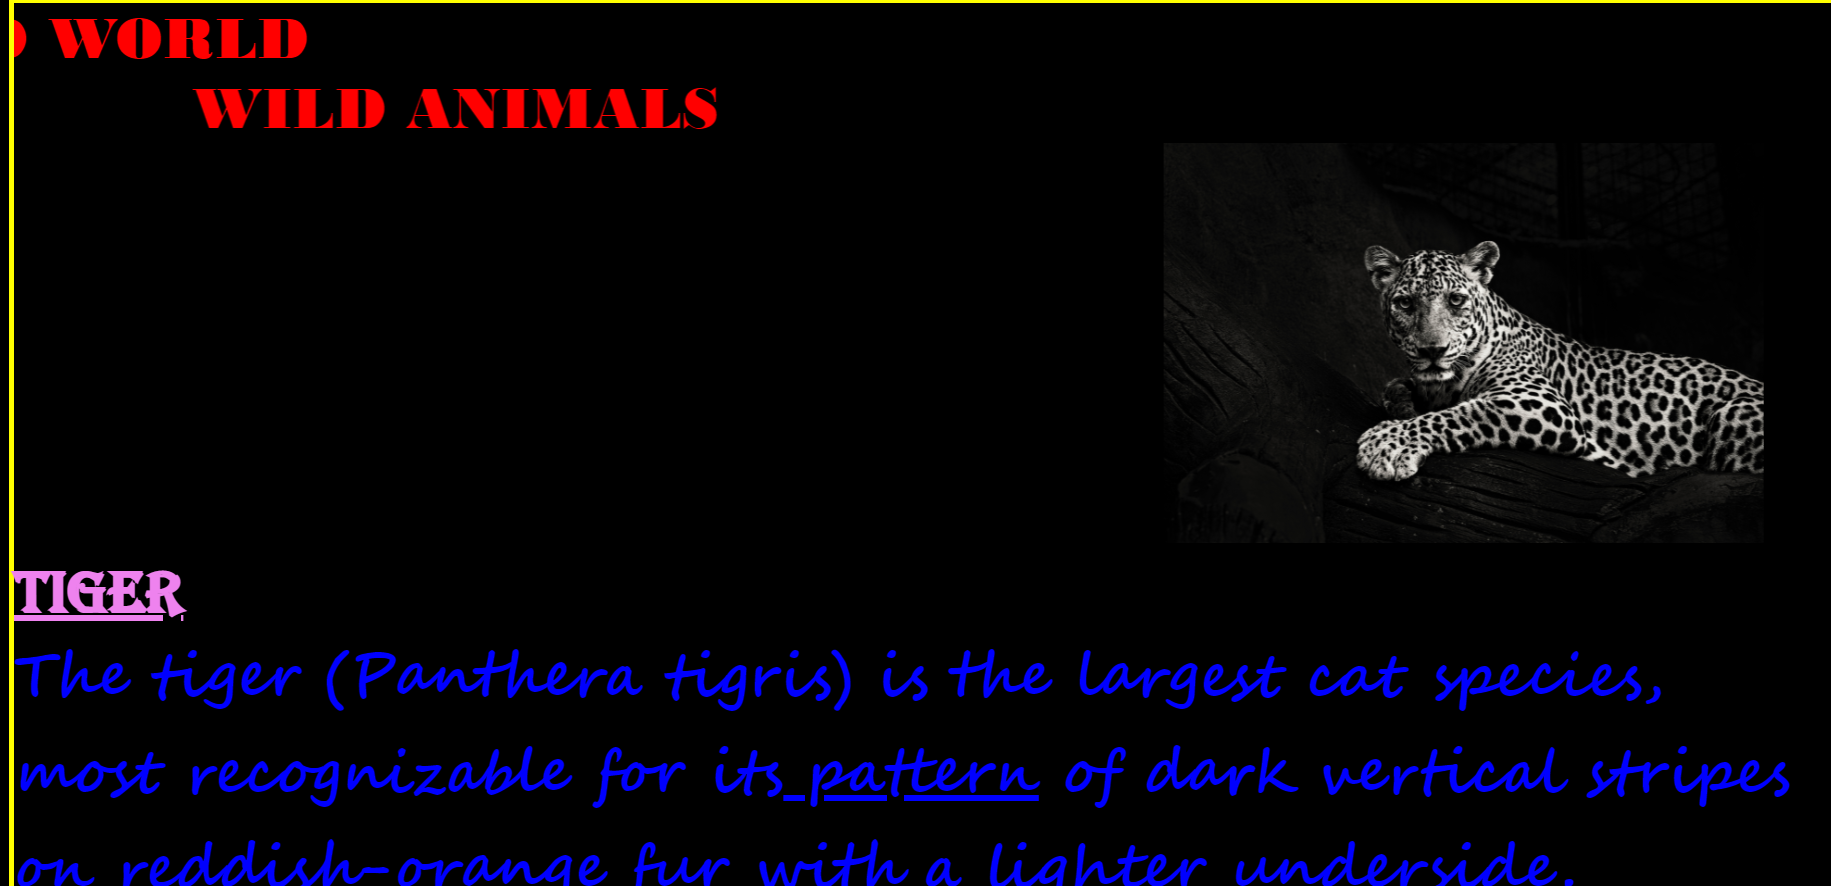 WORLD
WILD ANIMALS
TIGER
The tiger (Panthera tigris) is the largest cat species,
most recognizable for its pattern of dark vertical stripes
on reddish-orange fur with a lighter underside.